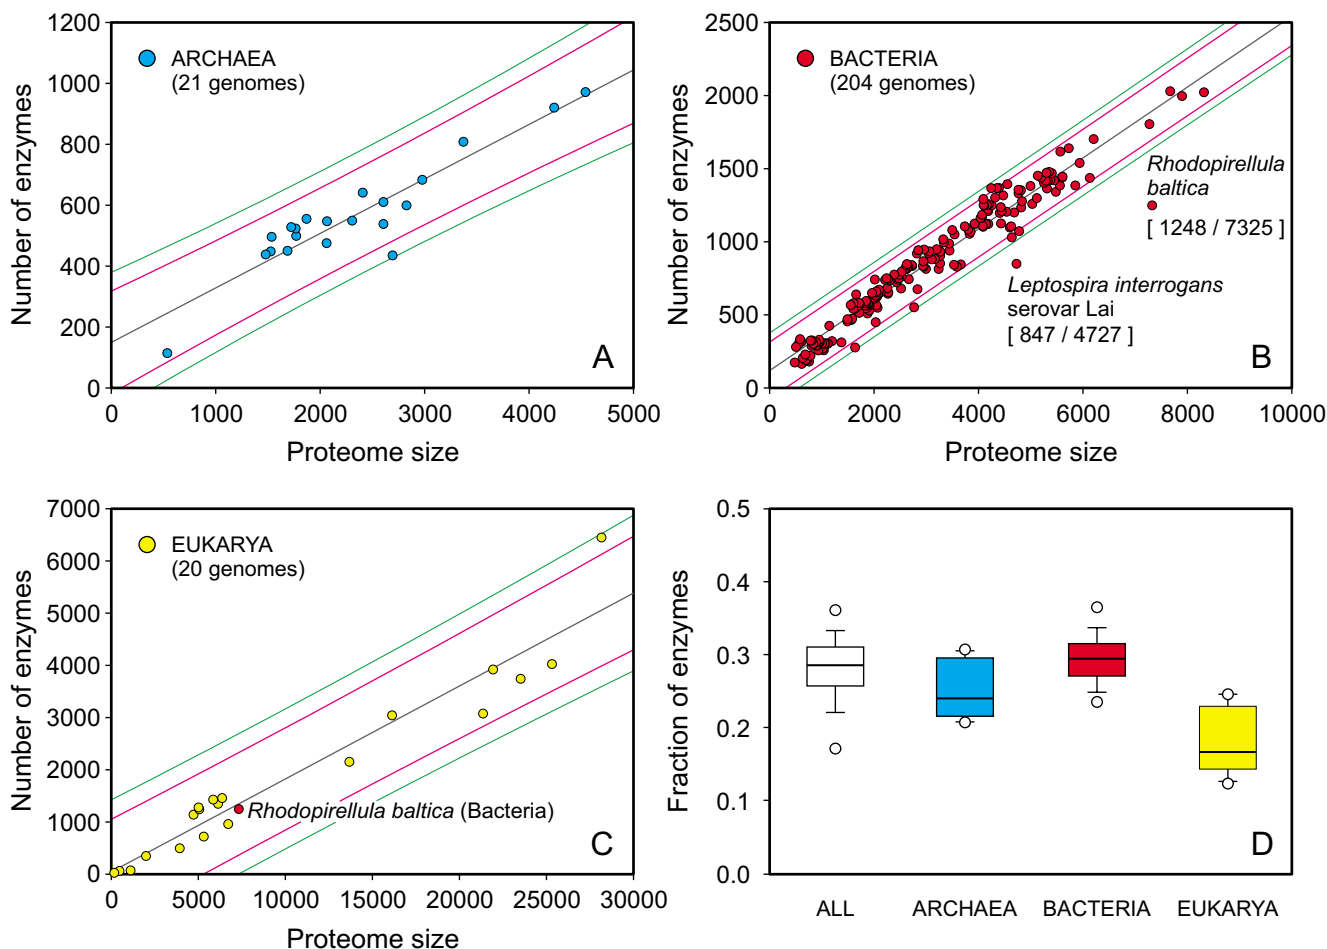 1200
1000
800
600
400
200
0
Number of enzymes
ARCHAEA
(21 genomes)
A
0 1000 2000 3000 4000 5000
Proteome size
2500
2000
1500
1000
500
0
Number of enzymes
BACTERIA
(204 genomes)
Rhodopirellula
baltica
[ 1248 / 7325 ]
Leptospira interrogans
serovar Lai
[ 847 / 4727 ]
B
0 2000 4000 6000 8000 10000
Proteome size
7000
6000
5000
4000
3000
2000
1000
0
Number of enzymes
EUKARYA
(20 genomes)
Rhodopirellula baltica (Bacteria)
C
0 5000 10000 15000 20000 25000 30000
Proteome size
0.5
0.4
0.3
0.2
0.1
0.0
Fraction of enzymes
D
ALL ARCHAEA BACTERIA EUKARYA